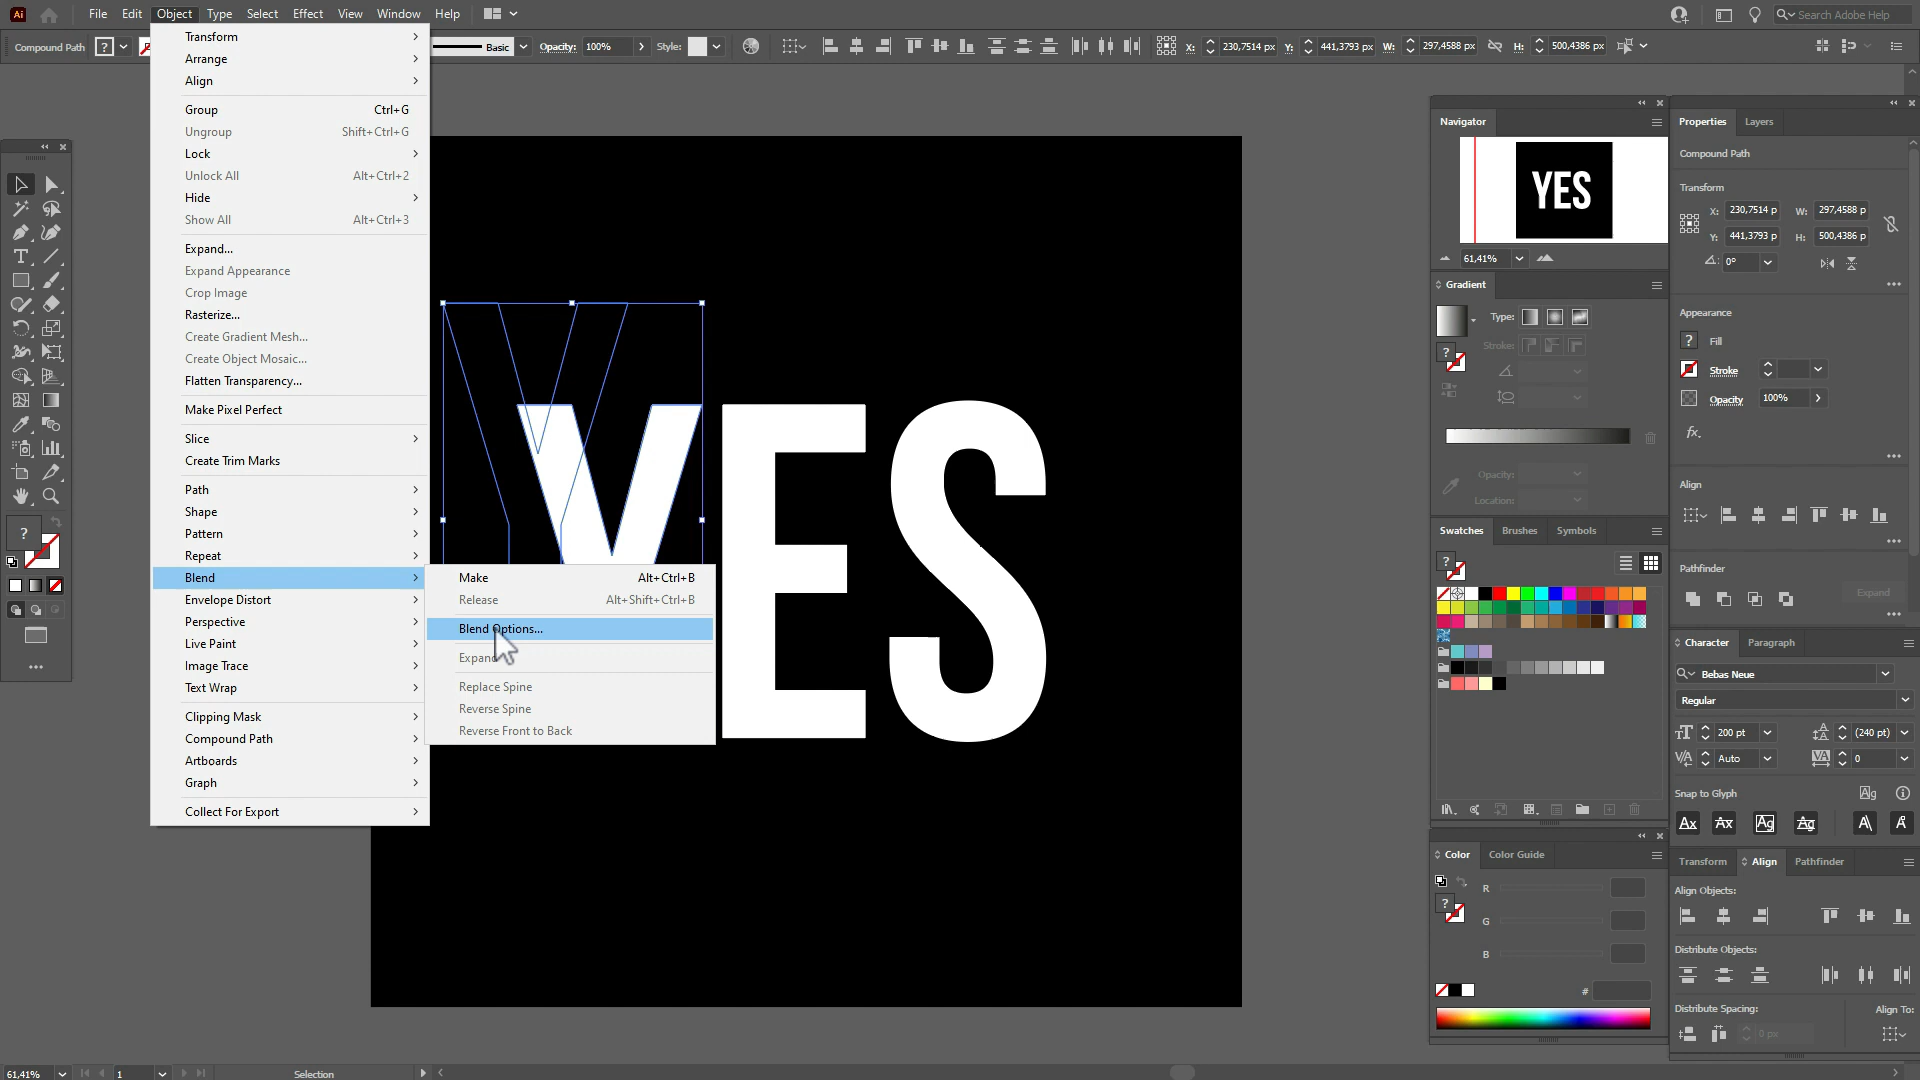 Ai File Edit Object Type Select Effect View Window Help Search Adobe Help
Compound Path ? Basic Opacity: 100% Style: X: 230,7514 px Y: 441,3793 px W: 297,4588 px H: 500,4386 px
Transform
Arrange
Align
Group Ctrl+G
Ungroup Shift+Ctrl+G
Lock
Unlock All Alt+Ctrl+2
Hide
Show All Alt+Ctrl+3
Expand...
Expand Appearance
Crop Image
Rasterize...
Create Gradient Mesh...
Create Object Mosaic...
Flatten Transparency...
Make Pixel Perfect
Slice
Create Trim Marks
Path
Shape
Pattern
Repeat
Blend
Envelope Distort
Perspective
Live Paint
Image Trace
Text Wrap
Clipping Mask
Compound Path
Artboards
Graph
Collect For Export
Make Alt+Ctrl+B
Release Alt+Shift+Ctrl+B
Blend Options...
Expand
Replace Spine
Reverse Spine
Reverse Front to Back
YES
Navigator
YES
61,41%
Gradient
Type:
Stroke:
?
Opacity:
Location:
Swatches Brushes Symbols
?
Color Color Guide
R
?
G
B
#
Properties Layers
Compound Path
Transform
X: 230,7514 p W: 297,4588 p
Y: 441,3793 p H: 500,4386 p
0°
Appearance
? Fill
Stroke
Opacity 100%
fx.
Align
Pathfinder
Expand
Character Paragraph
Bebas Neue
Regular
200 pt (240 pt)
Auto 0
Snap to Glyph
Transform Align Pathfinder
Align Objects:
Distribute Objects:
Distribute Spacing: Align To:
0 px
?
61,41% 1 Selection